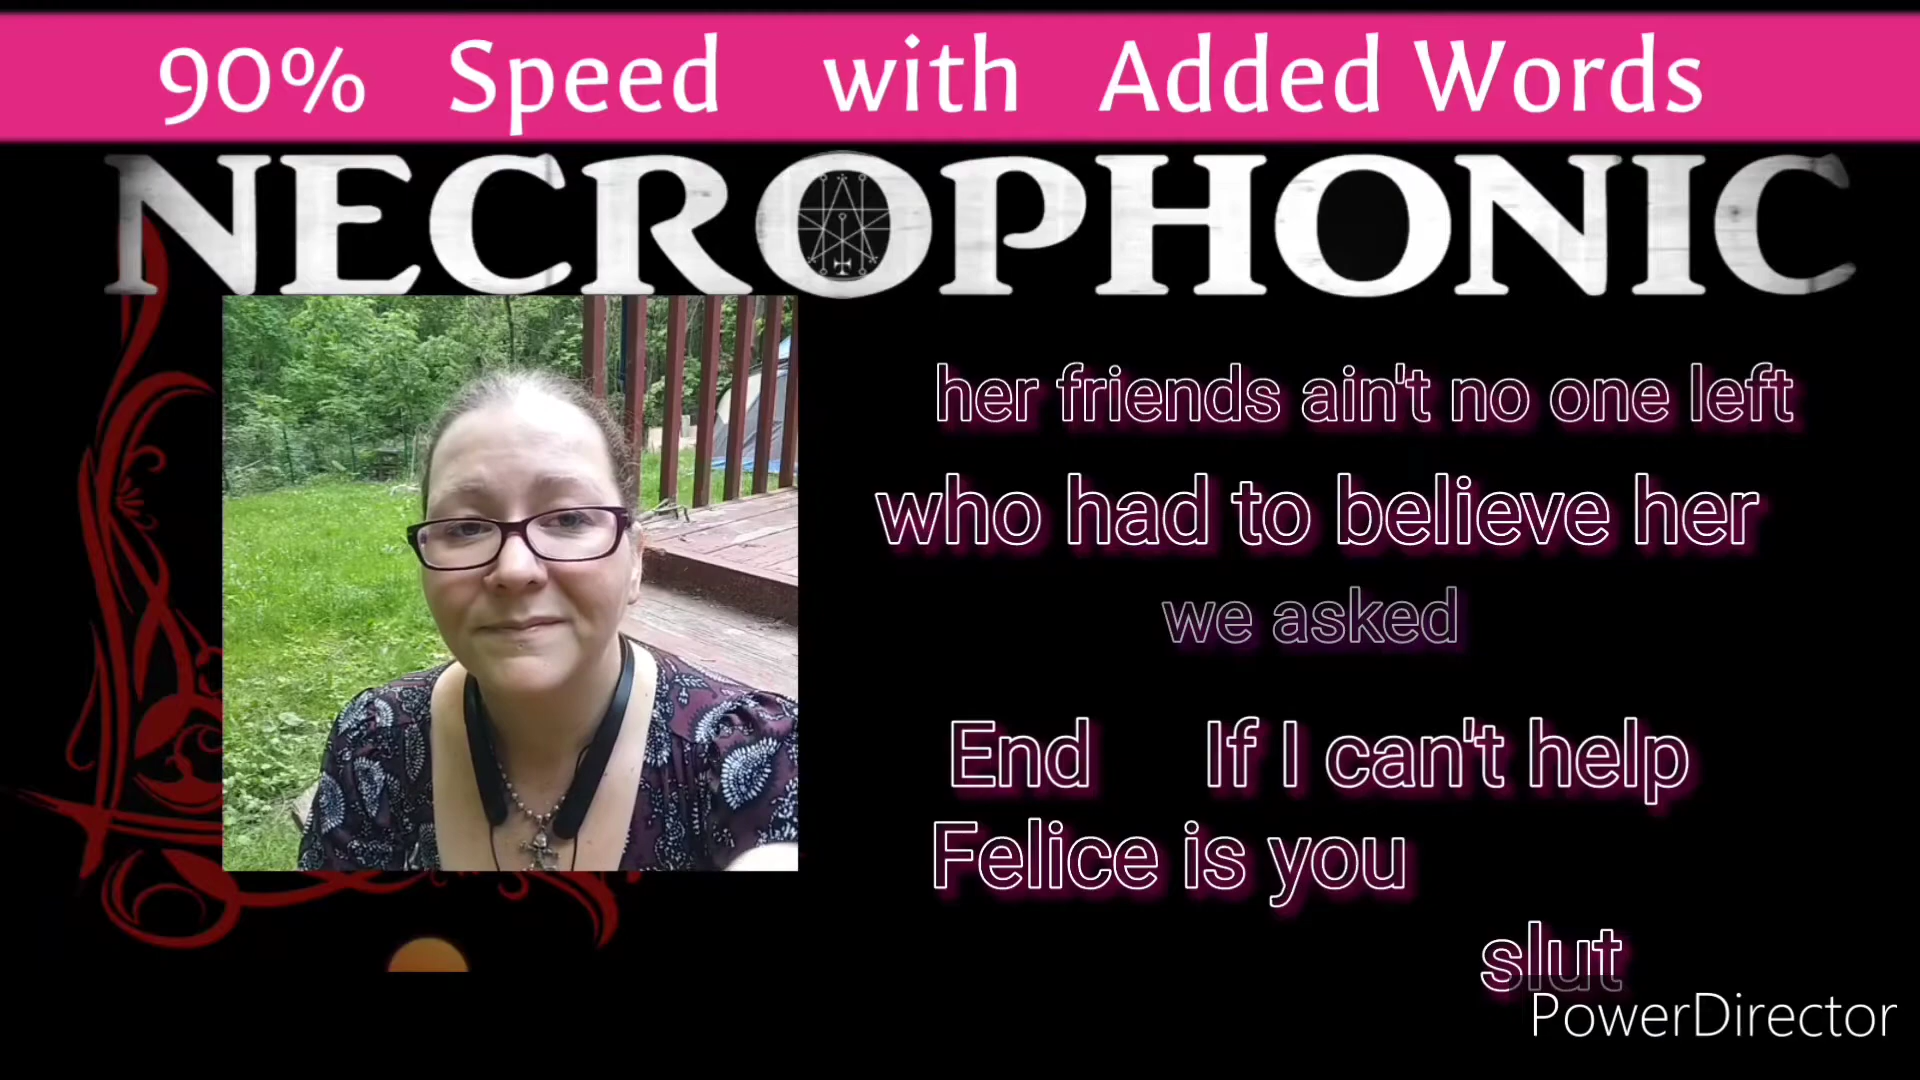 90% Speed with Added Words
NECROPHONIC
her friends ain't no one left
who had to believe her
we asked
End If I can't help
Felice is you
slut
PowerDirector